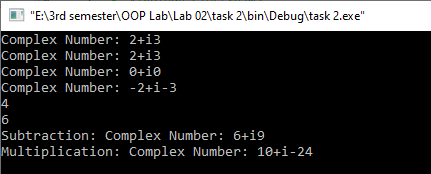 "E:\3rd semester\OOP Lab\Lab 02\task 2\bin\Debug\task 2.exe"
Complex Number: 2+i3
Complex Number: 2+i3
Complex Number: 0+i0
Complex Number: -2+i-3
4
6
Subtraction: Complex Number: 6+i9
Multiplication: Complex Number: 10+i-24